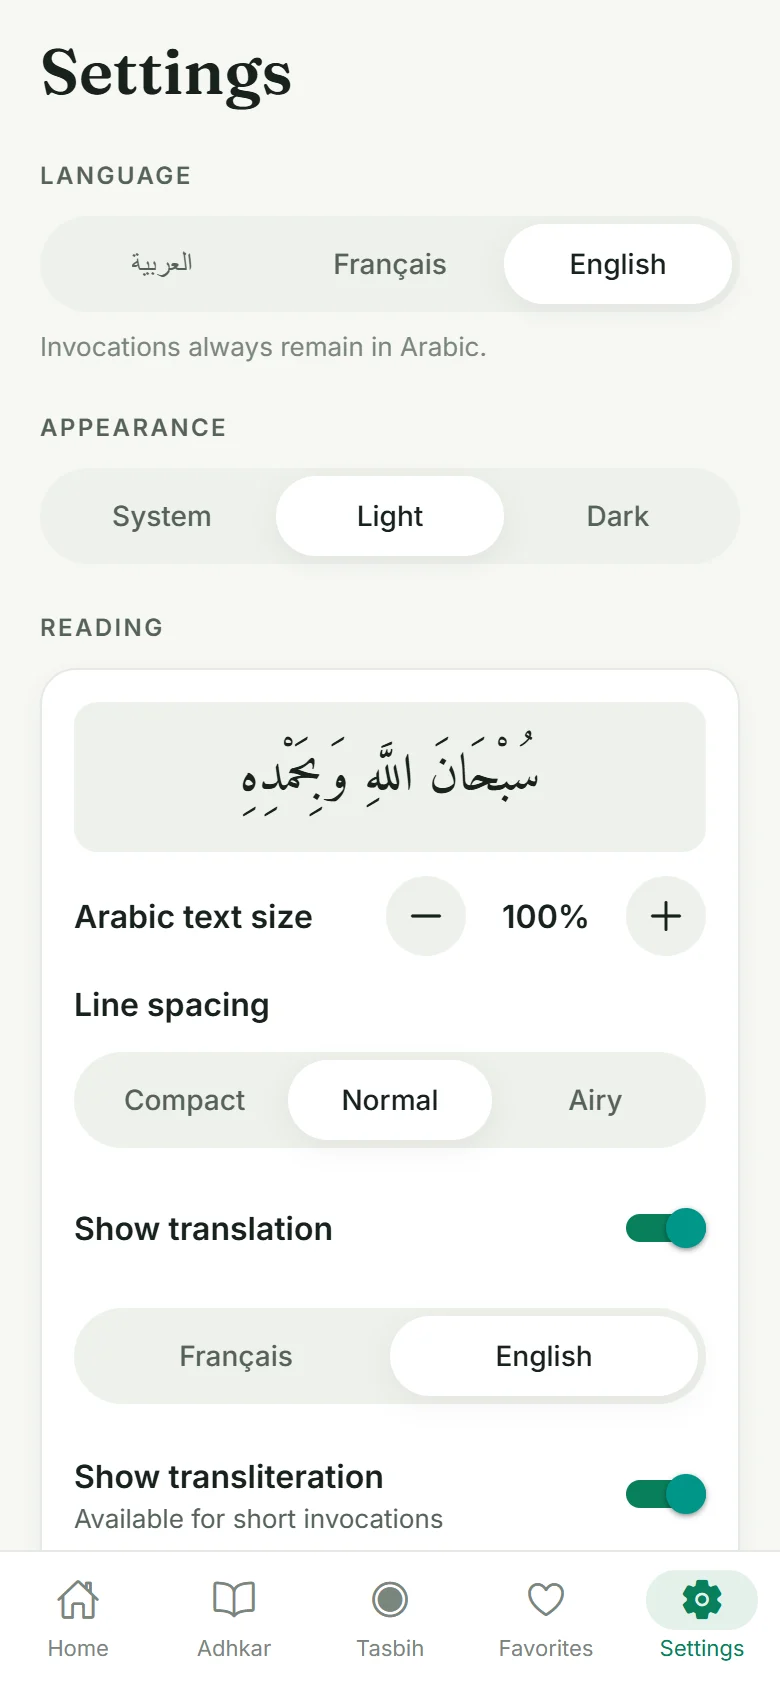 Settings
LANGUAGE
العربية Français English
Invocations always remain in Arabic.
APPEARANCE
System Light Dark
READING
سُبْحَانَ اللَّهِ وَبِحَمْدِهِ
Arabic text size — 100% +
Line spacing
Compact Normal Airy
Show translation
Français English
Show transliteration
Available for short invocations
Home Adhkar Tasbih Favorites Settings